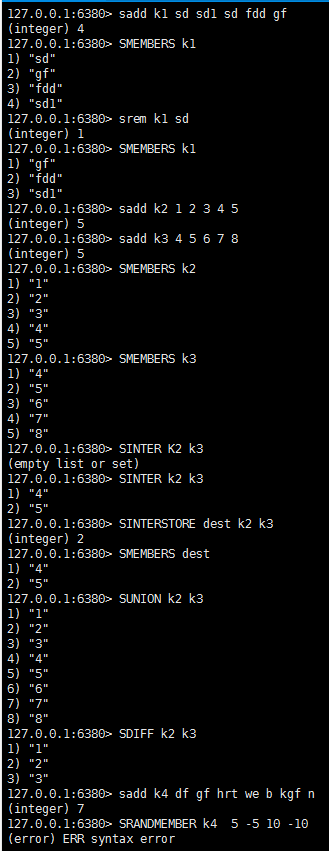 127.0.0.1:6380> sadd k1 sd sd1 sd fdd gf
(integer) 4
127.0.0.1:6380> SMEMBERS k1
1) "sd"
2) "gf"
3) "fdd"
4) "sd1"
127.0.0.1:6380> srem k1 sd
(integer) 1
127.0.0.1:6380> SMEMBERS k1
1) "gf"
2) "fdd"
3) "sd1"
127.0.0.1:6380> sadd k2 1 2 3 4 5
(integer) 5
127.0.0.1:6380> sadd k3 4 5 6 7 8
(integer) 5
127.0.0.1:6380> SMEMBERS k2
1) "1"
2) "2"
3) "3"
4) "4"
5) "5"
127.0.0.1:6380> SMEMBERS k3
1) "4"
2) "5"
3) "6"
4) "7"
5) "8"
127.0.0.1:6380> SINTER K2 k3
(empty list or set)
127.0.0.1:6380> SINTER k2 k3
1) "4"
2) "5"
127.0.0.1:6380> SINTERSTORE dest k2 k3
(integer) 2
127.0.0.1:6380> SMEMBERS dest
1) "4"
2) "5"
127.0.0.1:6380> SUNION k2 k3
1) "1"
2) "2"
3) "3"
4) "4"
5) "5"
6) "6"
7) "7"
8) "8"
127.0.0.1:6380> SDIFF k2 k3
1) "1"
2) "2"
3) "3"
127.0.0.1:6380> sadd k4 df gf hrt we b kgf n
(integer) 7
127.0.0.1:6380> SRANDMEMBER k4  5 -5 10 -10
(error) ERR syntax error